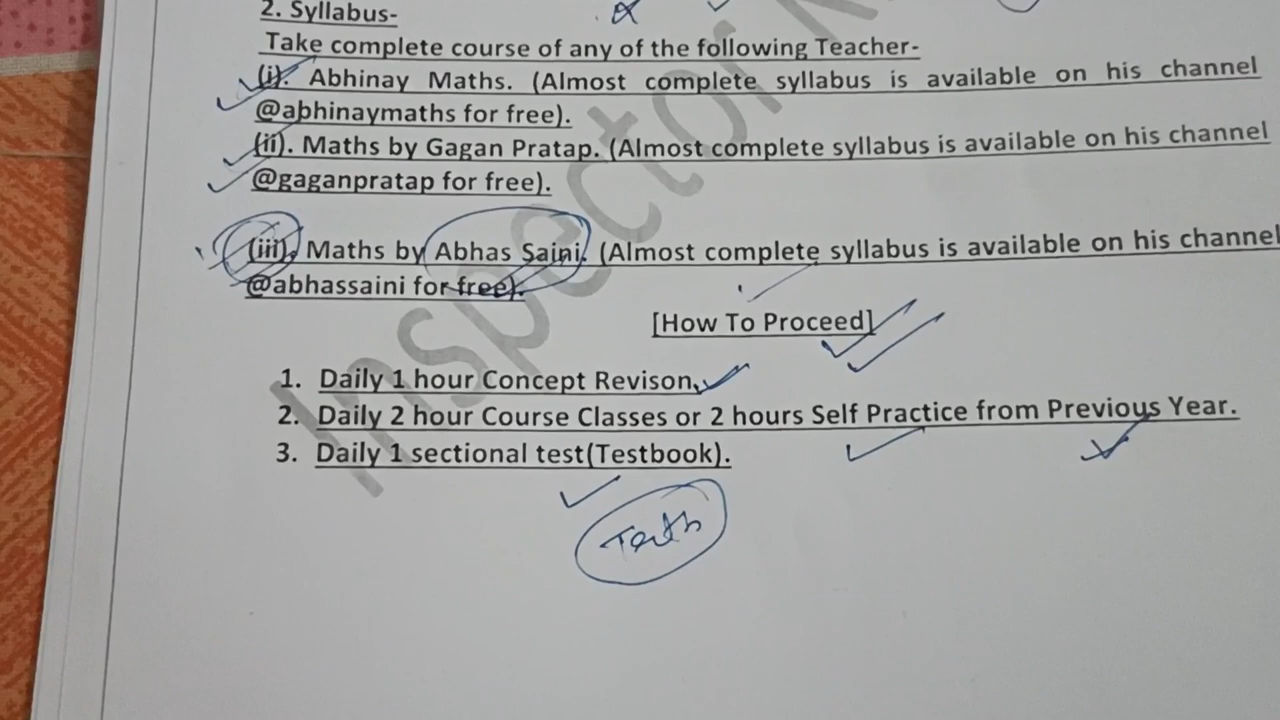 2. Syllabus-
Take complete course of any of the following Teacher-
(i). Abhinay Maths. (Almost complete syllabus is available on his channel
@abhinaymaths for free).
(ii). Maths by Gagan Pratap. (Almost complete syllabus is available on his channel
@gaganpratap for free).
(iii). Maths by Abhas Saini. (Almost complete syllabus is available on his channel
@abhassaini for free).
[How To Proceed]
1. Daily 1 hour Concept Revison.
2. Daily 2 hour Course Classes or 2 hours Self Practice from Previous Year.
3. Daily 1 sectional test(Testbook).
Inspector